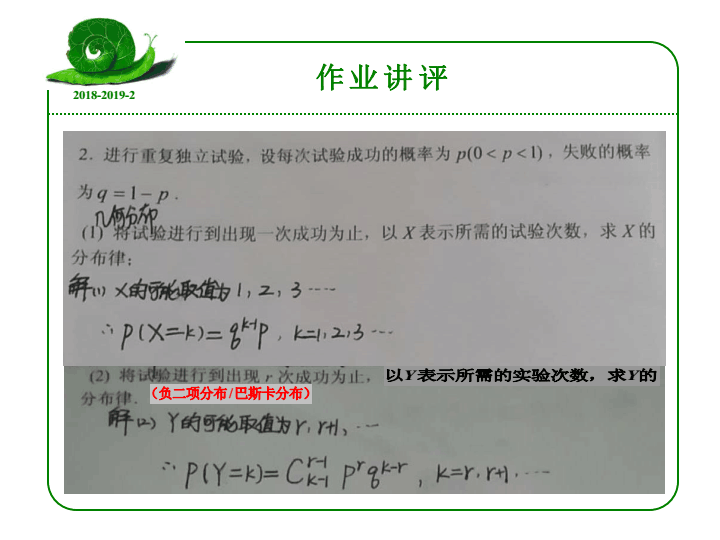 作业讲评
2018-2019-2
2. 进行重复独立试验，设每次试验成功的概率为 p(0 < p < 1)，失败的概率
为 q = 1 − p .
几何分布
(1) 将试验进行到出现一次成功为止，以 X 表示所需的试验次数，求 X 的
分布律；
解(1) X的可能取值为 1, 2, 3 ……
∴ P(X=k)= q^{k-1}p , k=1,2,3 …
(2) 将试验进行到出现 r 次成功为止， 以Y表示所需的实验次数，求Y的
分布律. （负二项分布/巴斯卡分布）
解(2) Y的可能取值为 r, r+1, …
∴ P(Y=k)= C_{k-1}^{r-1} p^r q^{k-r} , k=r, r+1, …